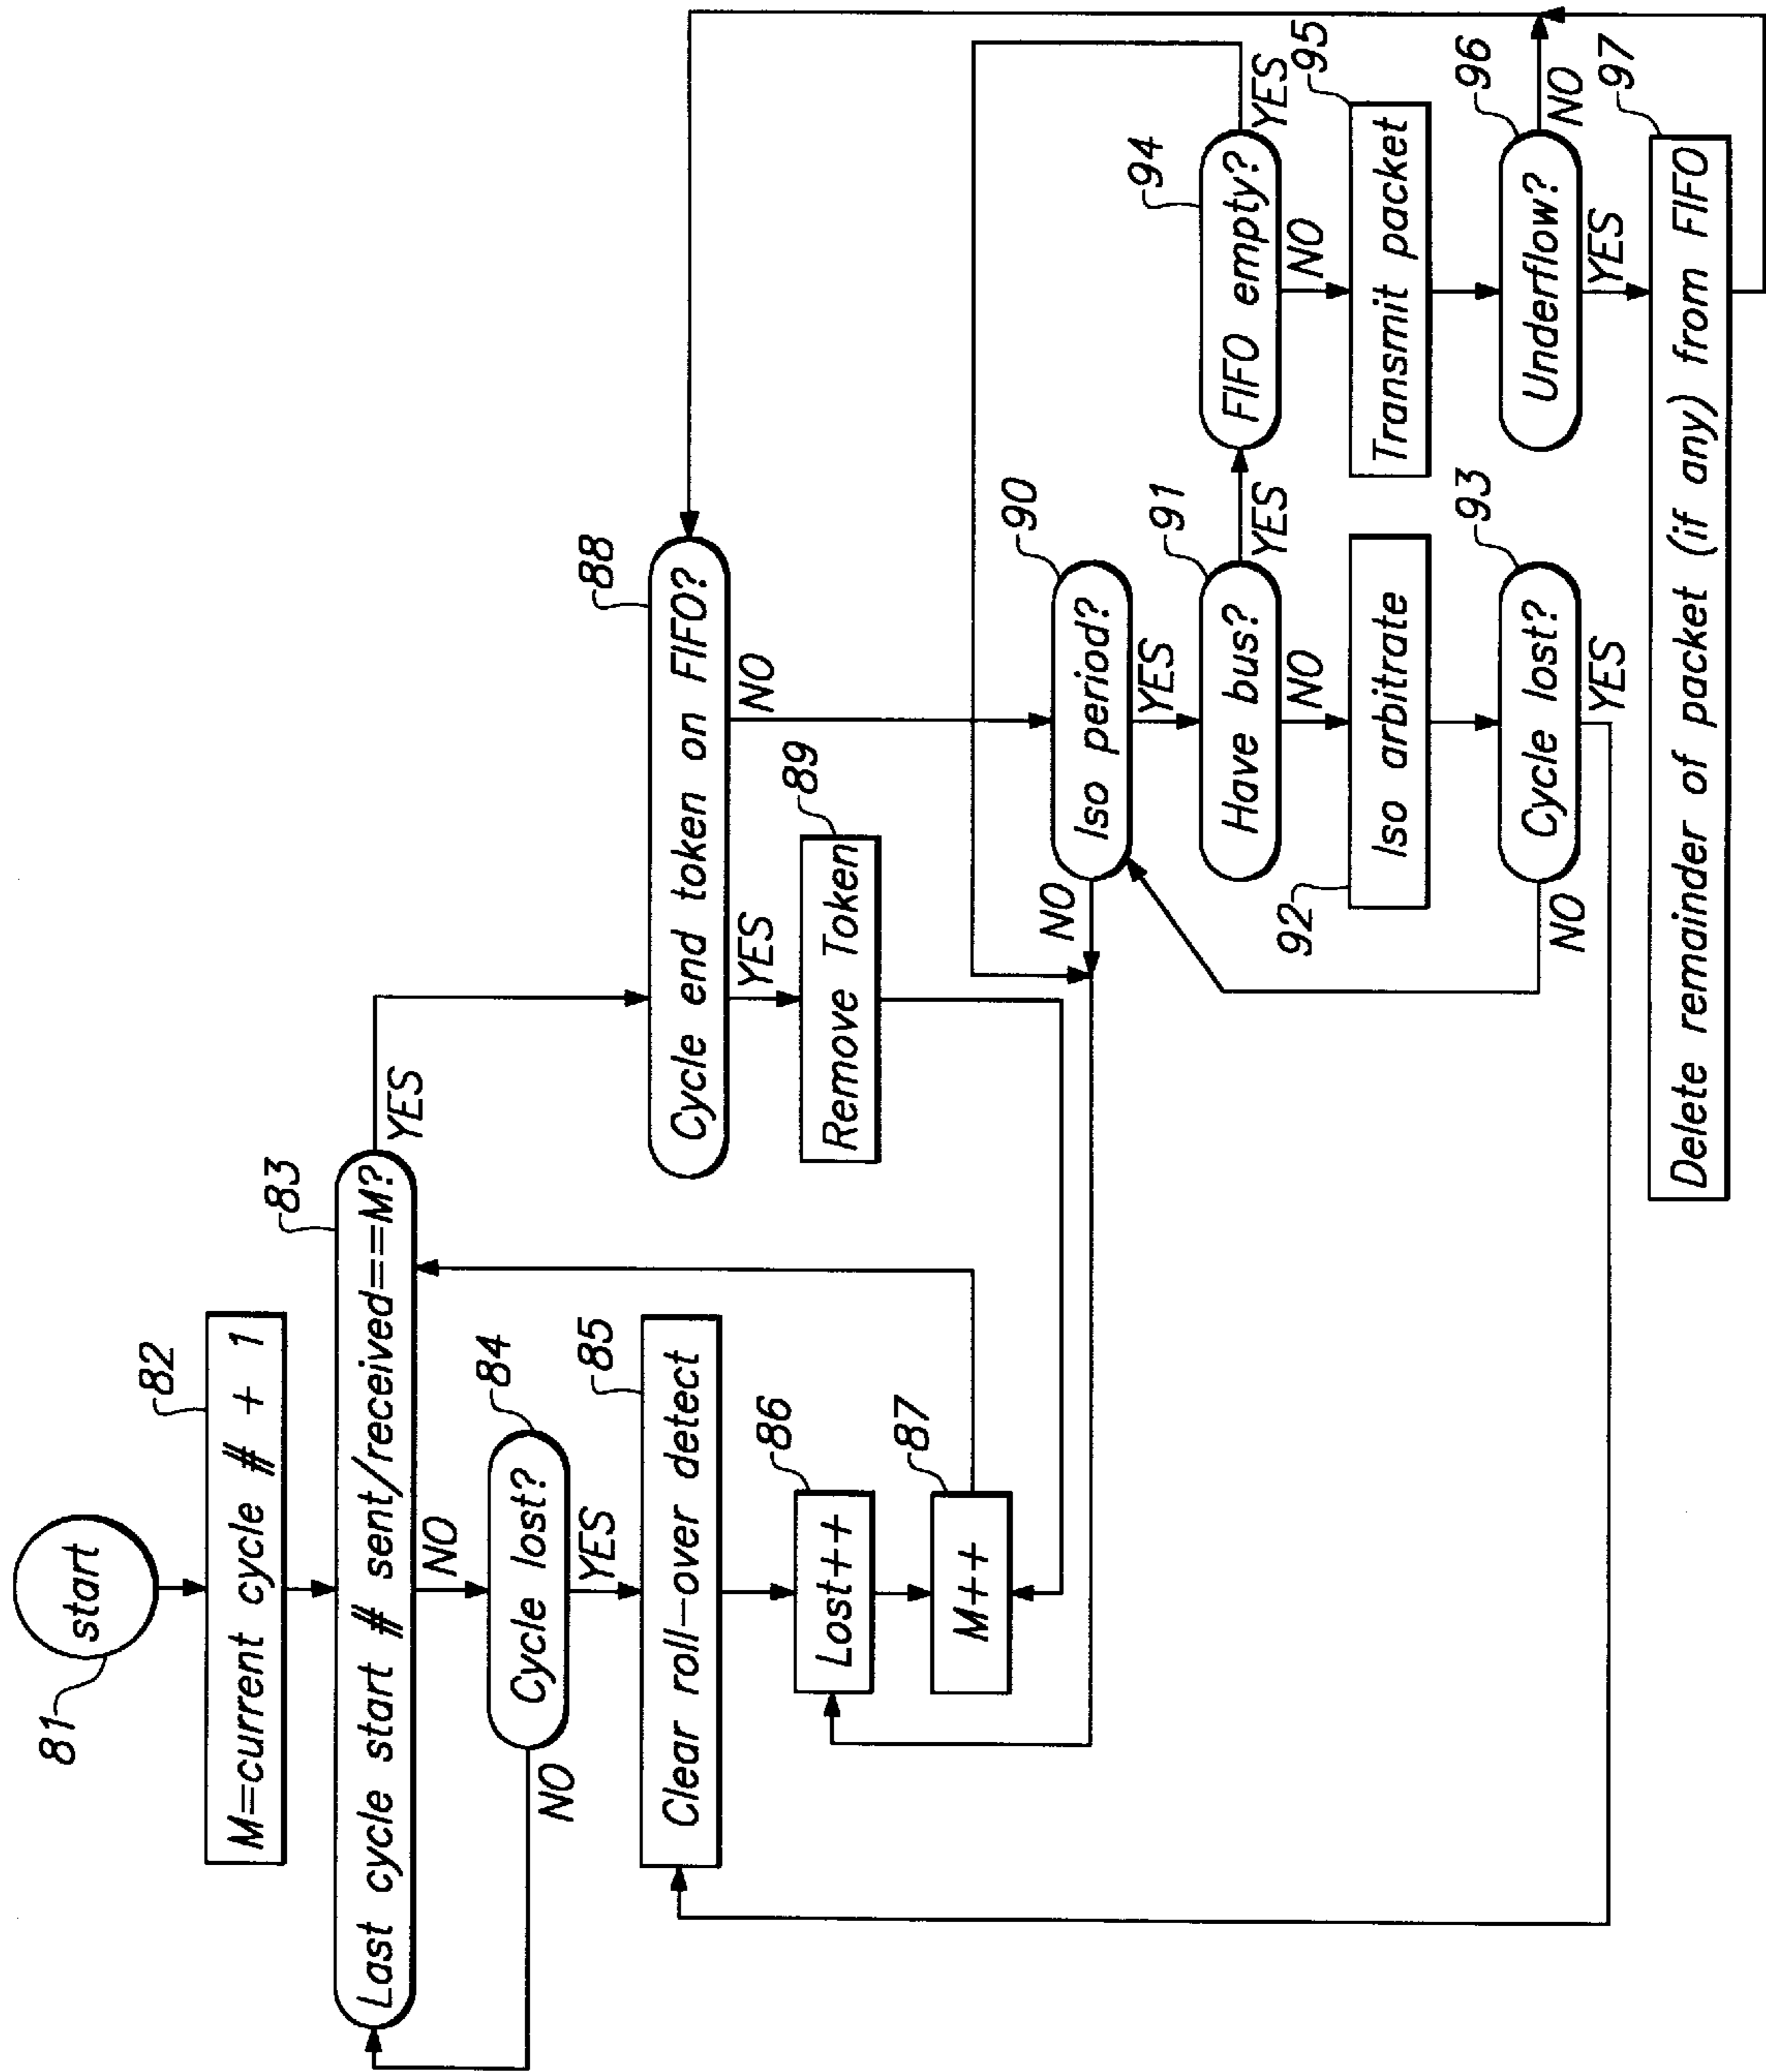 81
start
82
M=current cycle # + 1
83
Last cycle start # sent/received==M?
YES
NO
84
Cycle lost?
NO
YES
85
Clear roll-over detect
86
Lost++
87
M++
88
Cycle end token on FIFO?
YES
NO
89
Remove Token
90
Iso period?
NO
YES
91
Have bus?
YES
NO
92
Iso arbitrate
93
Cycle lost?
NO
YES
94
FIFO empty?
YES
NO
95
Transmit packet
96
Underflow?
NO
YES
97
Delete remainder of packet (if any) from FIFO